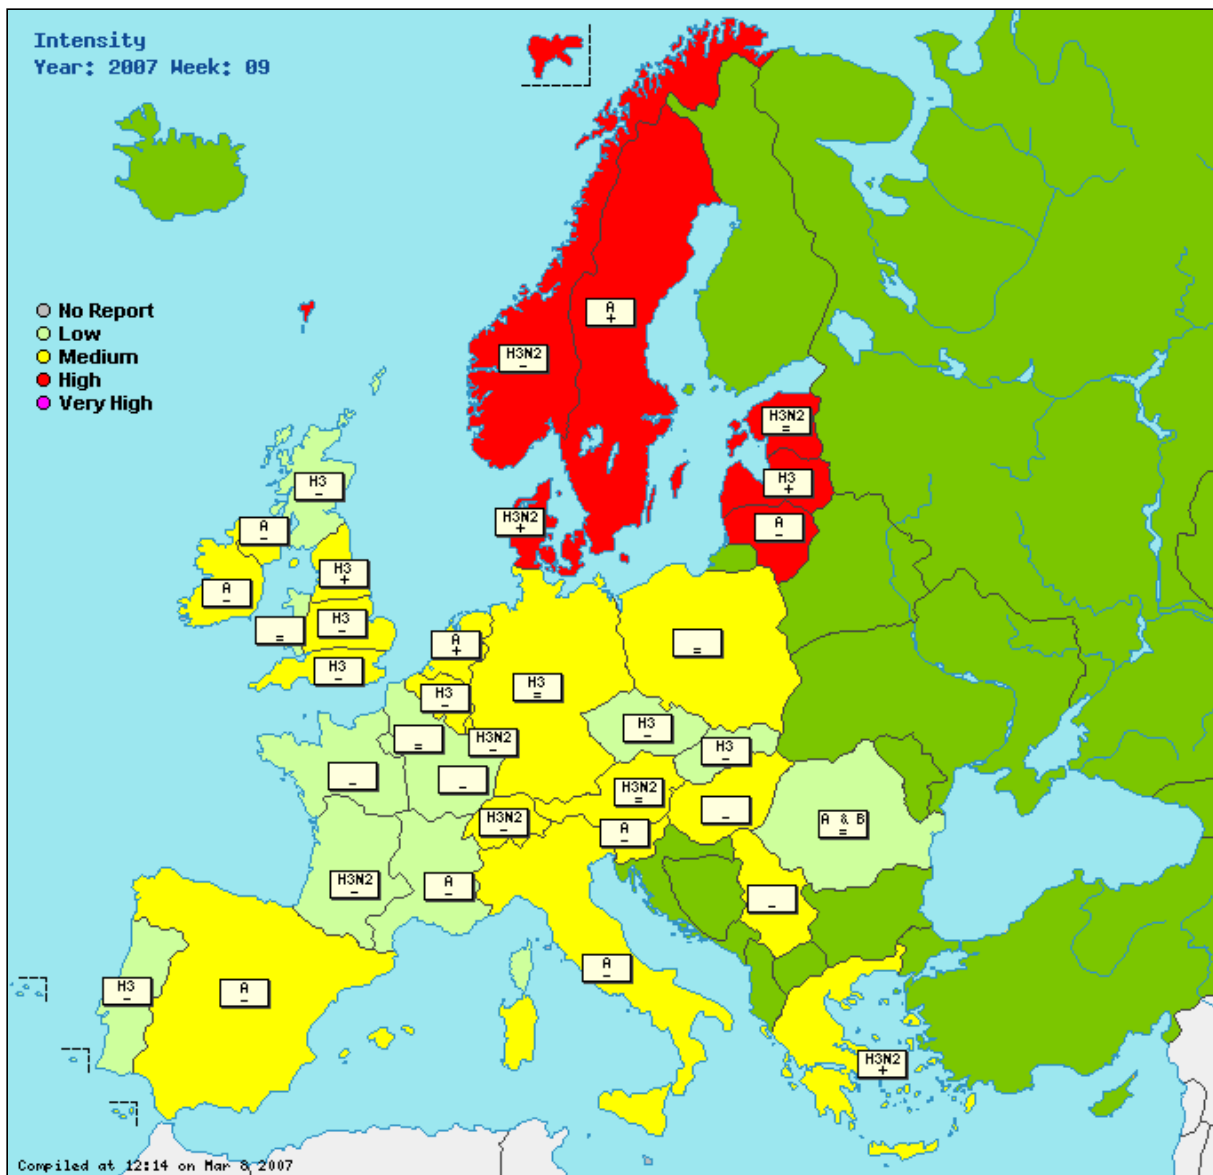 Intensity
Year: 2007 Week: 09
No Report
Low
Medium
High
Very High
A
+
H3N2
-
H3N2
=
H3
+
A
-
H3N2
+
H3
-
A
-
H3
+
A
-
=
H3
-
H3
-
A
+
=
H3
=
H3
-
H3
-
=
H3N2
-
H3
-
-
-
H3N2
=
-
H3N2
-
A
-
A & B
=
H3N2
-
A
-
-
A
-
H3
-
A
-
H3N2
+
Compiled at 12:14 on Mar 8 2007